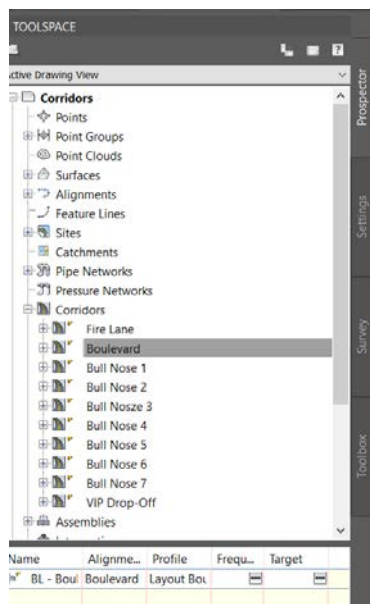 TOOLSPACE
ctive Drawing View
Corridors
Points
Point Groups
Point Clouds
Surfaces
Alignments
Feature Lines
Sites
Catchments
Pipe Networks
Pressure Networks
Corridors
Fire Lane
Boulevard
Bull Nose 1
Bull Nose 2
Bull Nosze 3
Bull Nose 4
Bull Nose 5
Bull Nose 6
Bull Nose 7
VIP Drop-Off
Assemblies
Name Alignme... Profile Frequ... Target
BL - Boul Boulevard Layout Bou
Prospector
Settings
Survey
Toolbox